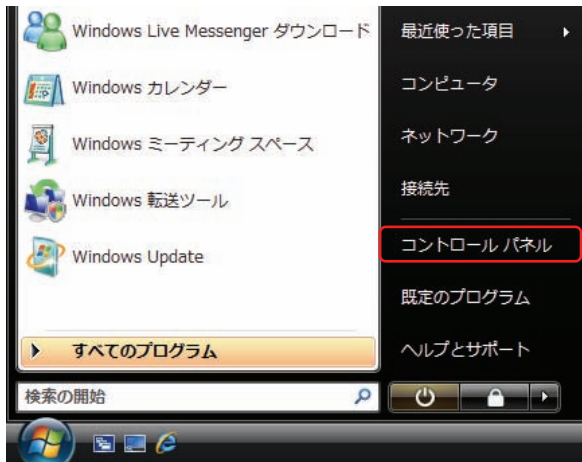 Windows Live Messenger ダウンロード
Windows カレンダー
Windows ミーティング スペース
Windows 転送ツール
Windows Update
すべてのプログラム
検索の開始
最近使った項目
コンピュータ
ネットワーク
接続先
コントロール パネル
既定のプログラム
ヘルプとサポート